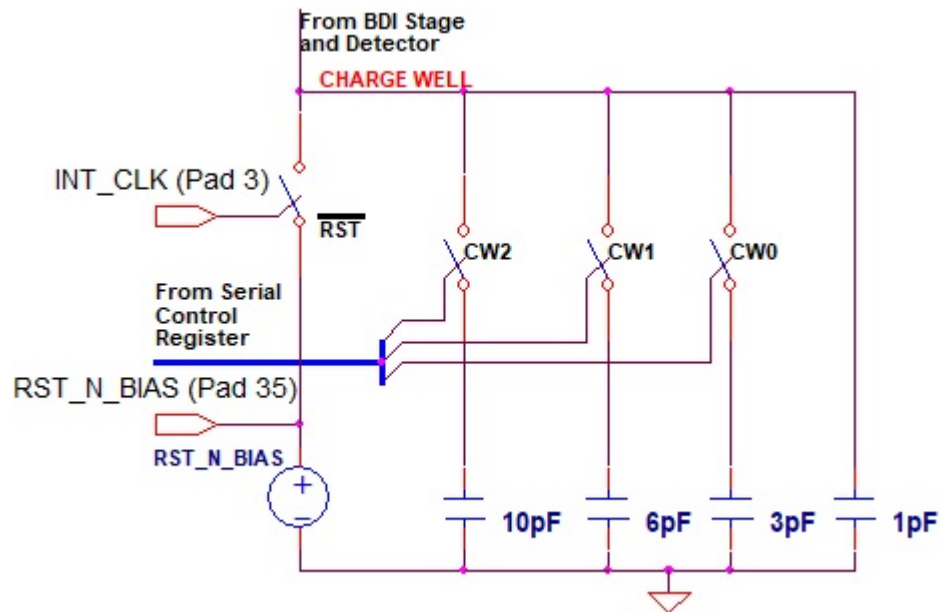 From BDI Stage
and Detector
CHARGE WELL
INT_CLK (Pad 3)
RST
CW2
CW1
CW0
From Serial
Control
Register
RST_N_BIAS (Pad 35)
RST_N_BIAS
+
−
10pF
6pF
3pF
1pF